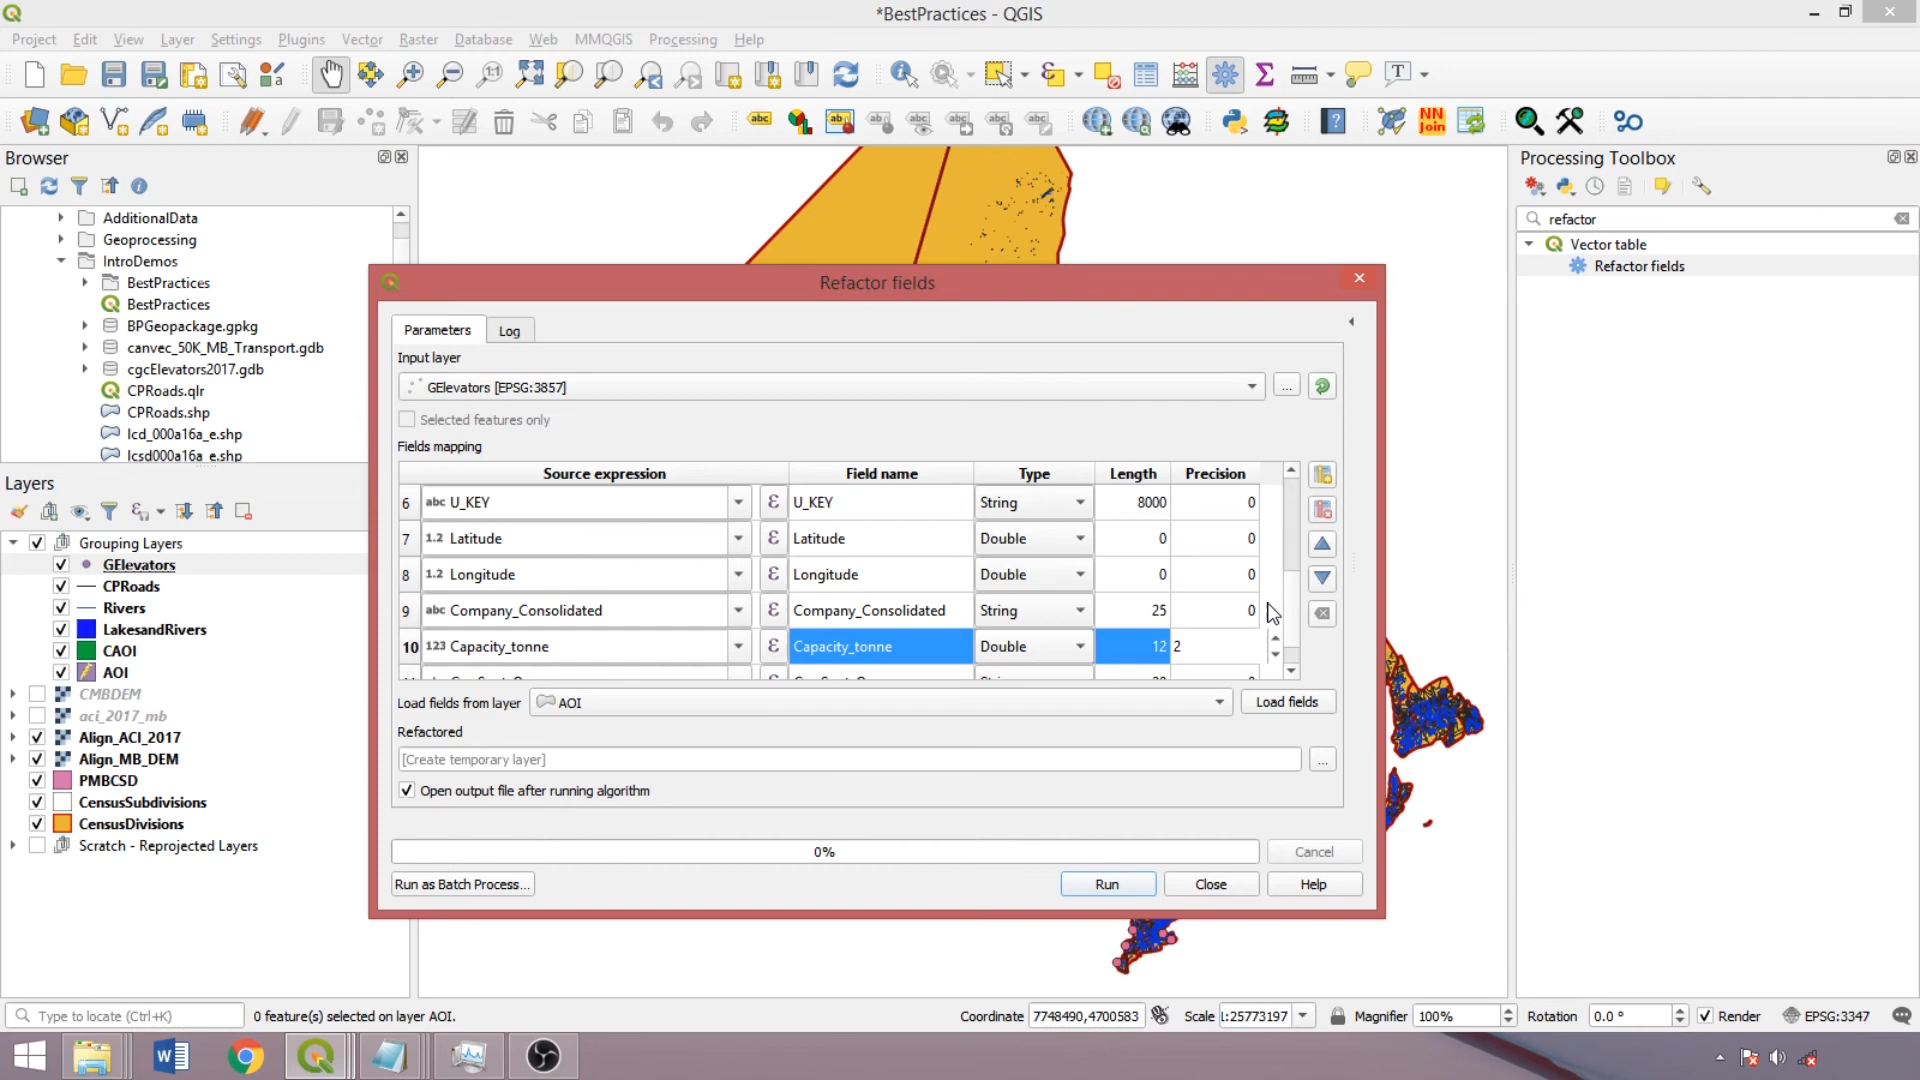 *BestPractices - QGIS
Project Edit View Layer Settings Plugins Vector Raster Database Web MMQGIS Processing Help
Browser
AdditionalData
Geoprocessing
IntroDemos
BestPractices
BestPractices
BPGeopackage.gpkg
canvec_50K_MB_Transport.gdb
cgcElevators2017.gdb
CPRoads.qlr
CPRoads.shp
lcd_000a16a_e.shp
lcsd000a16a_e.shp
Layers
Grouping Layers
GElevators
CPRoads
Rivers
LakesandRivers
CAOI
AOI
CMBDEM
aci_2017_mb
Align_ACI_2017
Align_MB_DEM
PMBCSD
CensusSubdivisions
CensusDivisions
Scratch - Reprojected Layers
Refactor fields
Parameters Log
Input layer
GElevators [EPSG:3857]
...
Selected features only
Fields mapping
Source expression Field name Type Length Precision
6 abc U_KEY ε U_KEY String 8000 0
7 1.2 Latitude ε Latitude Double 0 0
8 1.2 Longitude ε Longitude Double 0 0
9 abc Company_Consolidated ε Company_Consolidated String 25 0
10 123 Capacity_tonne ε Capacity_tonne Double 12 2
Load fields from layer AOI Load fields
Refactored
[Create temporary layer]
...
Open output file after running algorithm
0% Cancel
Run as Batch Process... Run Close Help
Processing Toolbox
refactor
Vector table
Refactor fields
NN
Join
Type to locate (Ctrl+K) 0 feature(s) selected on layer AOI. Coordinate 7748490,4700583 Scale 1:25773197 Magnifier 100% Rotation 0.0 ° Render EPSG:3347